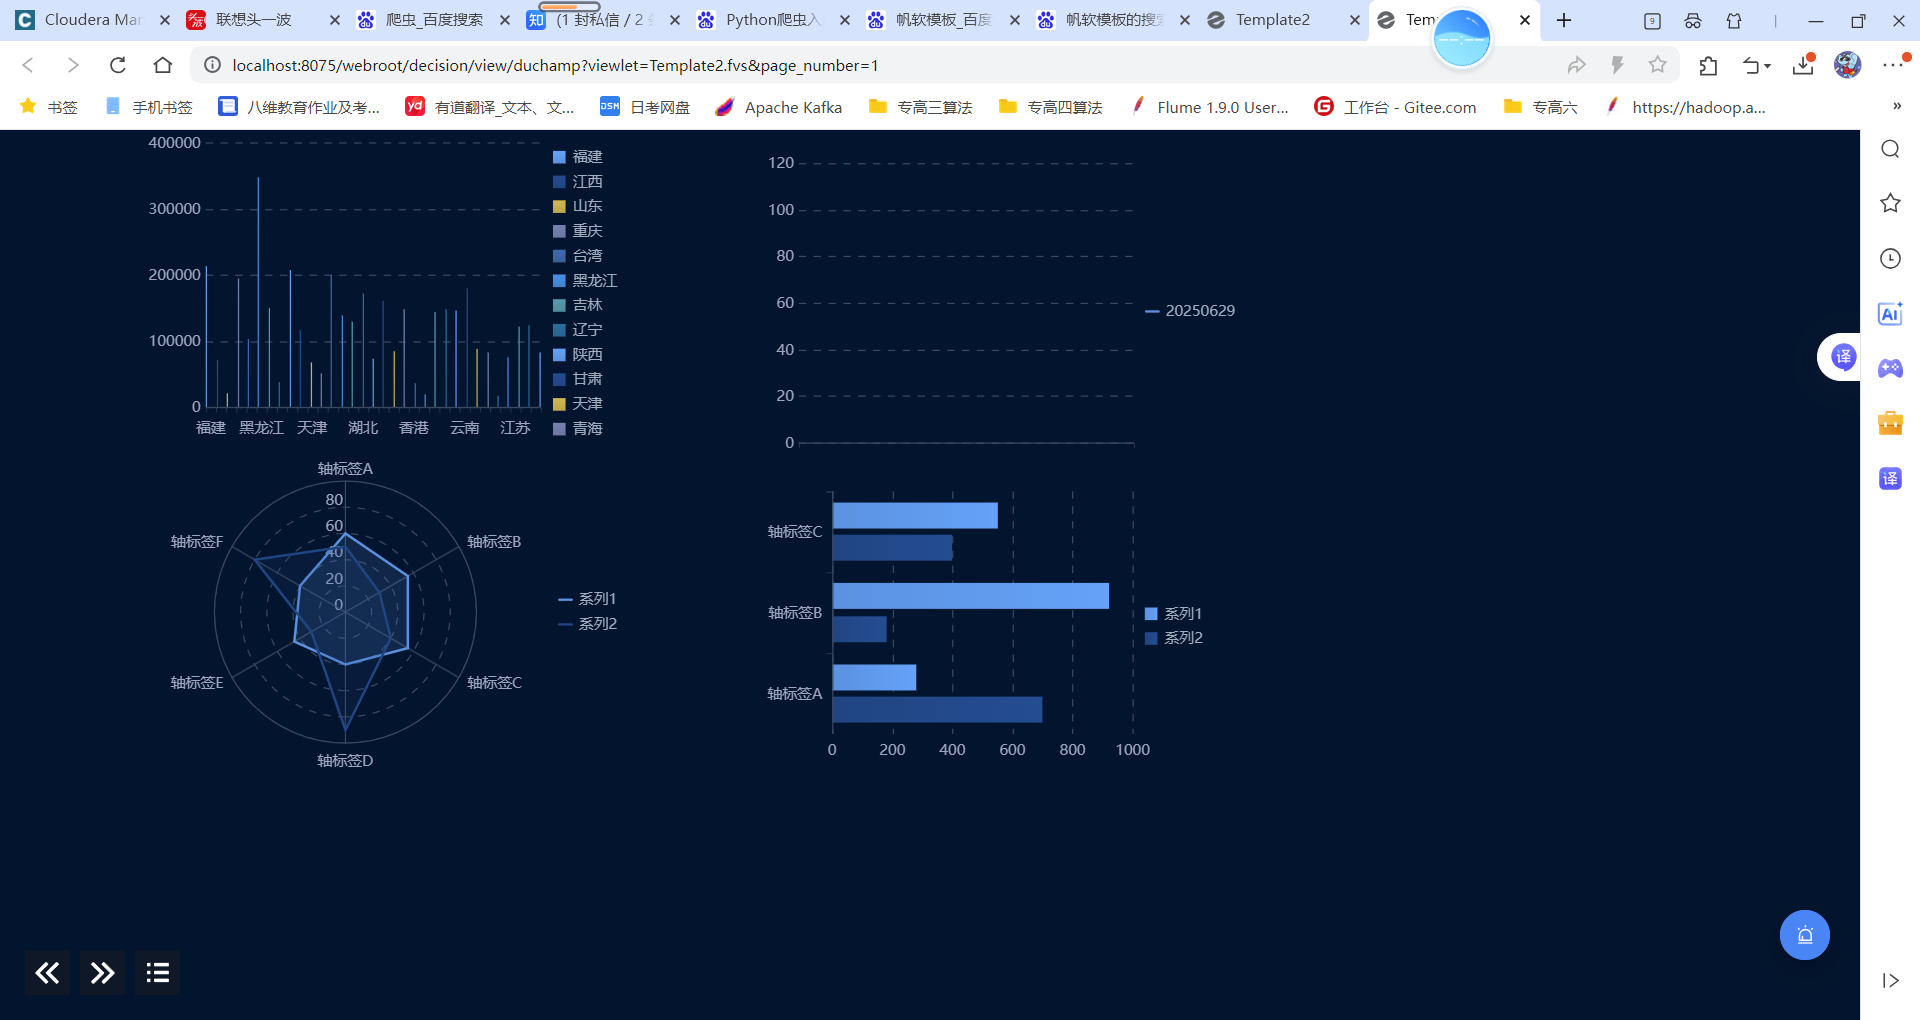 Cloudera Mar
联想头一波
爬虫_百度搜索
(1 封私信 / 2
Python爬虫入
帆软模板_百度
帆软模板的搜
Template2
Tem
9
localhost:8075/webroot/decision/view/duchamp?viewlet=Template2.fvs&page_number=1
书签
手机书签
八维教育作业及考...
yd
有道翻译_文本、文...
DSM
日考网盘
Apache Kafka
专高三算法
专高四算法
Flume 1.9.0 User...
工作台 - Gitee.com
专高六
https://hadoop.a...
»
400000
300000
200000
100000
0
福建
黑龙江
天津
湖北
香港
云南
江苏
福建
江西
山东
重庆
台湾
黑龙江
吉林
辽宁
陕西
甘肃
天津
青海
120
100
80
60
40
20
0
20250629
轴标签A
轴标签B
轴标签C
轴标签D
轴标签E
轴标签F
80
60
40
20
0
系列1
系列2
轴标签C
轴标签B
轴标签A
0
200
400
600
800
1000
系列1
系列2
AI
译
译